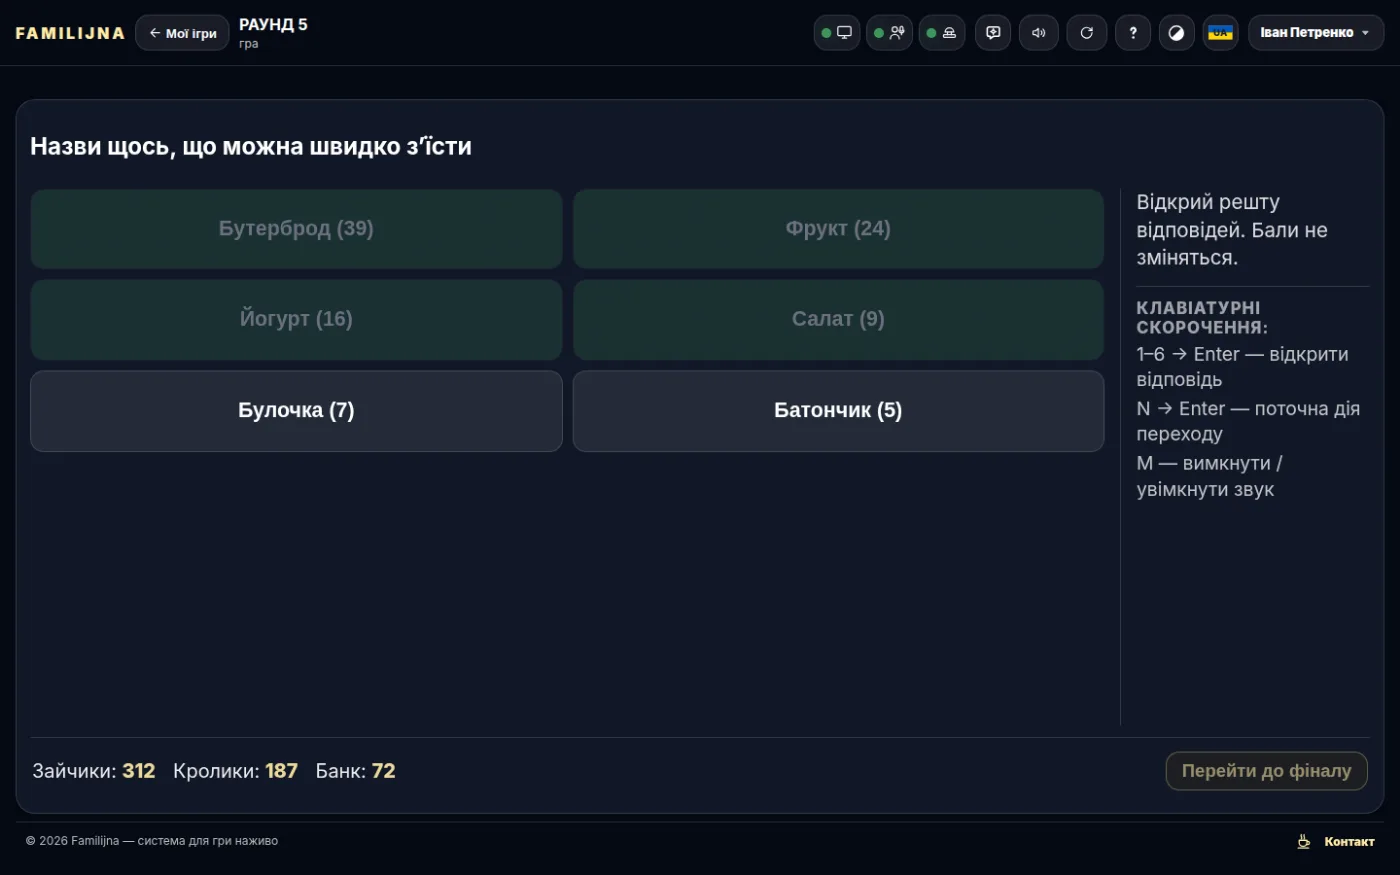 FAMILIJNA
← Мої ігри
РАУНД 5
гра
?
UA
Іван Петренко
Назви щось, що можна швидко з’їсти
Бутерброд (39)
Фрукт (24)
Йогурт (16)
Салат (9)
Булочка (7)
Батончик (5)
Відкрий решту
відповідей. Бали не
зміняться.
КЛАВІАТУРНІ
СКОРОЧЕННЯ:
1–6 → Enter — відкрити
відповідь
N → Enter — поточна дія
переходу
M — вимкнути /
увімкнути звук
Зайчики: 312 Кролики: 187 Банк: 72
Перейти до фіналу
© 2026 Familijna — система для гри наживо
Контакт